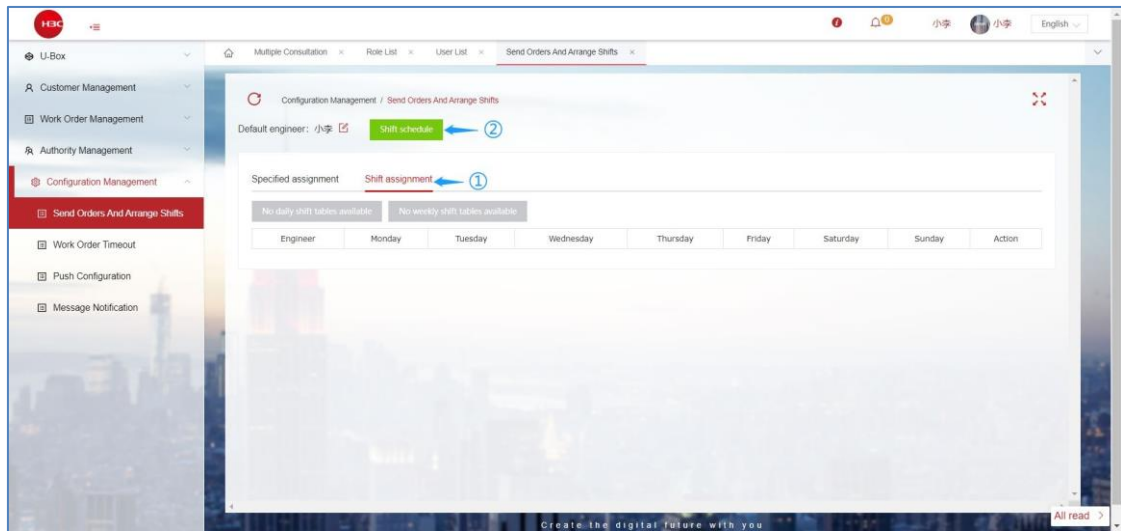 H3C
0
小李
小李
English
U-Box
Customer Management
Work Order Management
Authority Management
Configuration Management
Send Orders And Arrange Shifts
Work Order Timeout
Push Configuration
Message Notification
Multiple Consultation × Role List × User List × Send Orders And Arrange Shifts ×
Configuration Management / Send Orders And Arrange Shifts
Default engineer: 小李 Shift schedule ②
Specified assignment Shift assignment ①
No daily shift tables available No weekly shift tables available
Engineer Monday Tuesday Wednesday Thursday Friday Saturday Sunday Action
Create the digital future with you
All read >